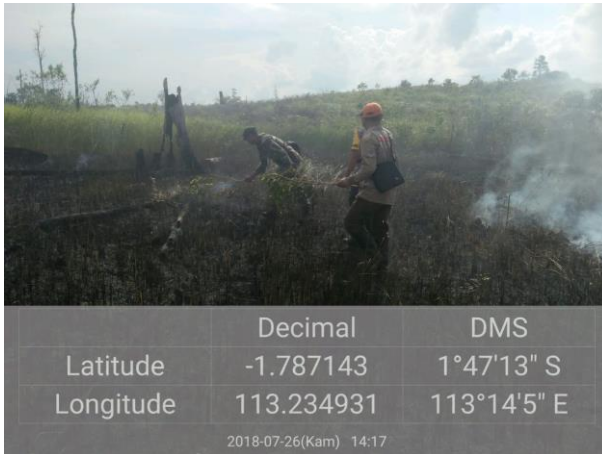 Decimal DMS
Latitude -1.787143 1°47'13" S
Longitude 113.234931 113°14'5" E
2018-07-26(Kam) 14:17